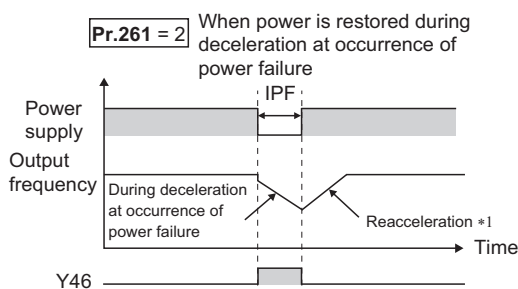 Pr.261 = 2
When power is restored during
deceleration at occurrence of
power failure
IPF
Power
supply
Output
frequency
During deceleration
at occurrence of
power failure
Reacceleration *1
Time
Y46